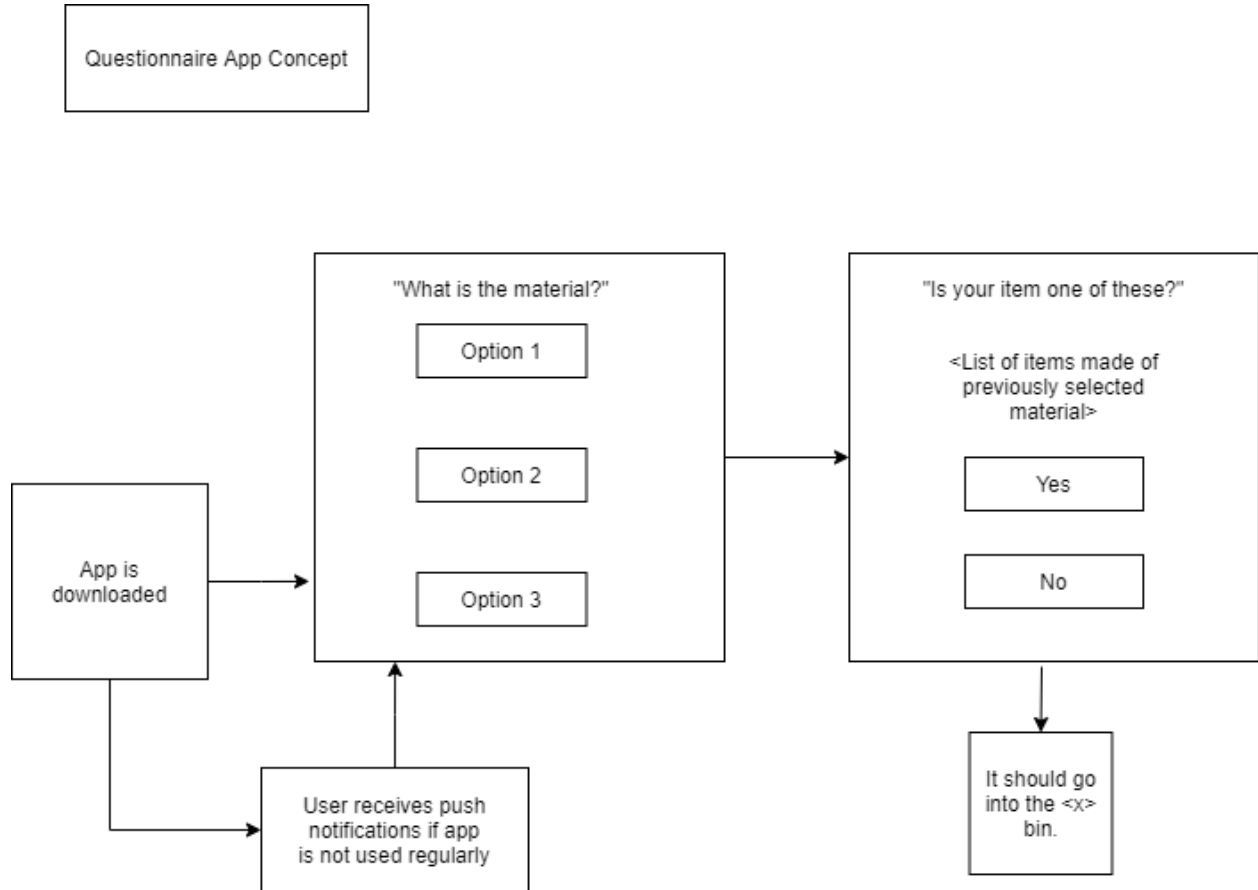 Questionnaire App Concept
"What is the material?"
Option 1
Option 2
Option 3
"Is your item one of these?"
<List of items made of
previously selected
material>
Yes
No
App is
downloaded
User receives push
notifications if app
is not used regularly
It should go
into the <x>
bin.